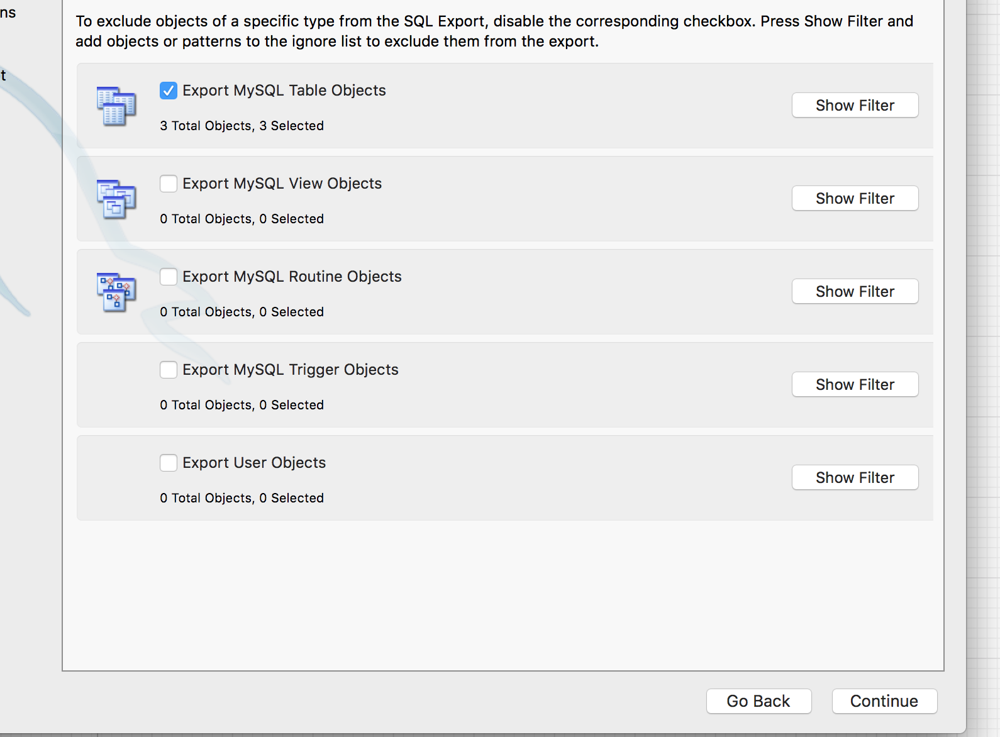 ns
t
To exclude objects of a specific type from the SQL Export, disable the corresponding checkbox. Press Show Filter and
add objects or patterns to the ignore list to exclude them from the export.
Export MySQL Table Objects
Show Filter
3 Total Objects, 3 Selected
Export MySQL View Objects
Show Filter
0 Total Objects, 0 Selected
Export MySQL Routine Objects
Show Filter
0 Total Objects, 0 Selected
Export MySQL Trigger Objects
Show Filter
0 Total Objects, 0 Selected
Export User Objects
Show Filter
0 Total Objects, 0 Selected
Go Back
Continue